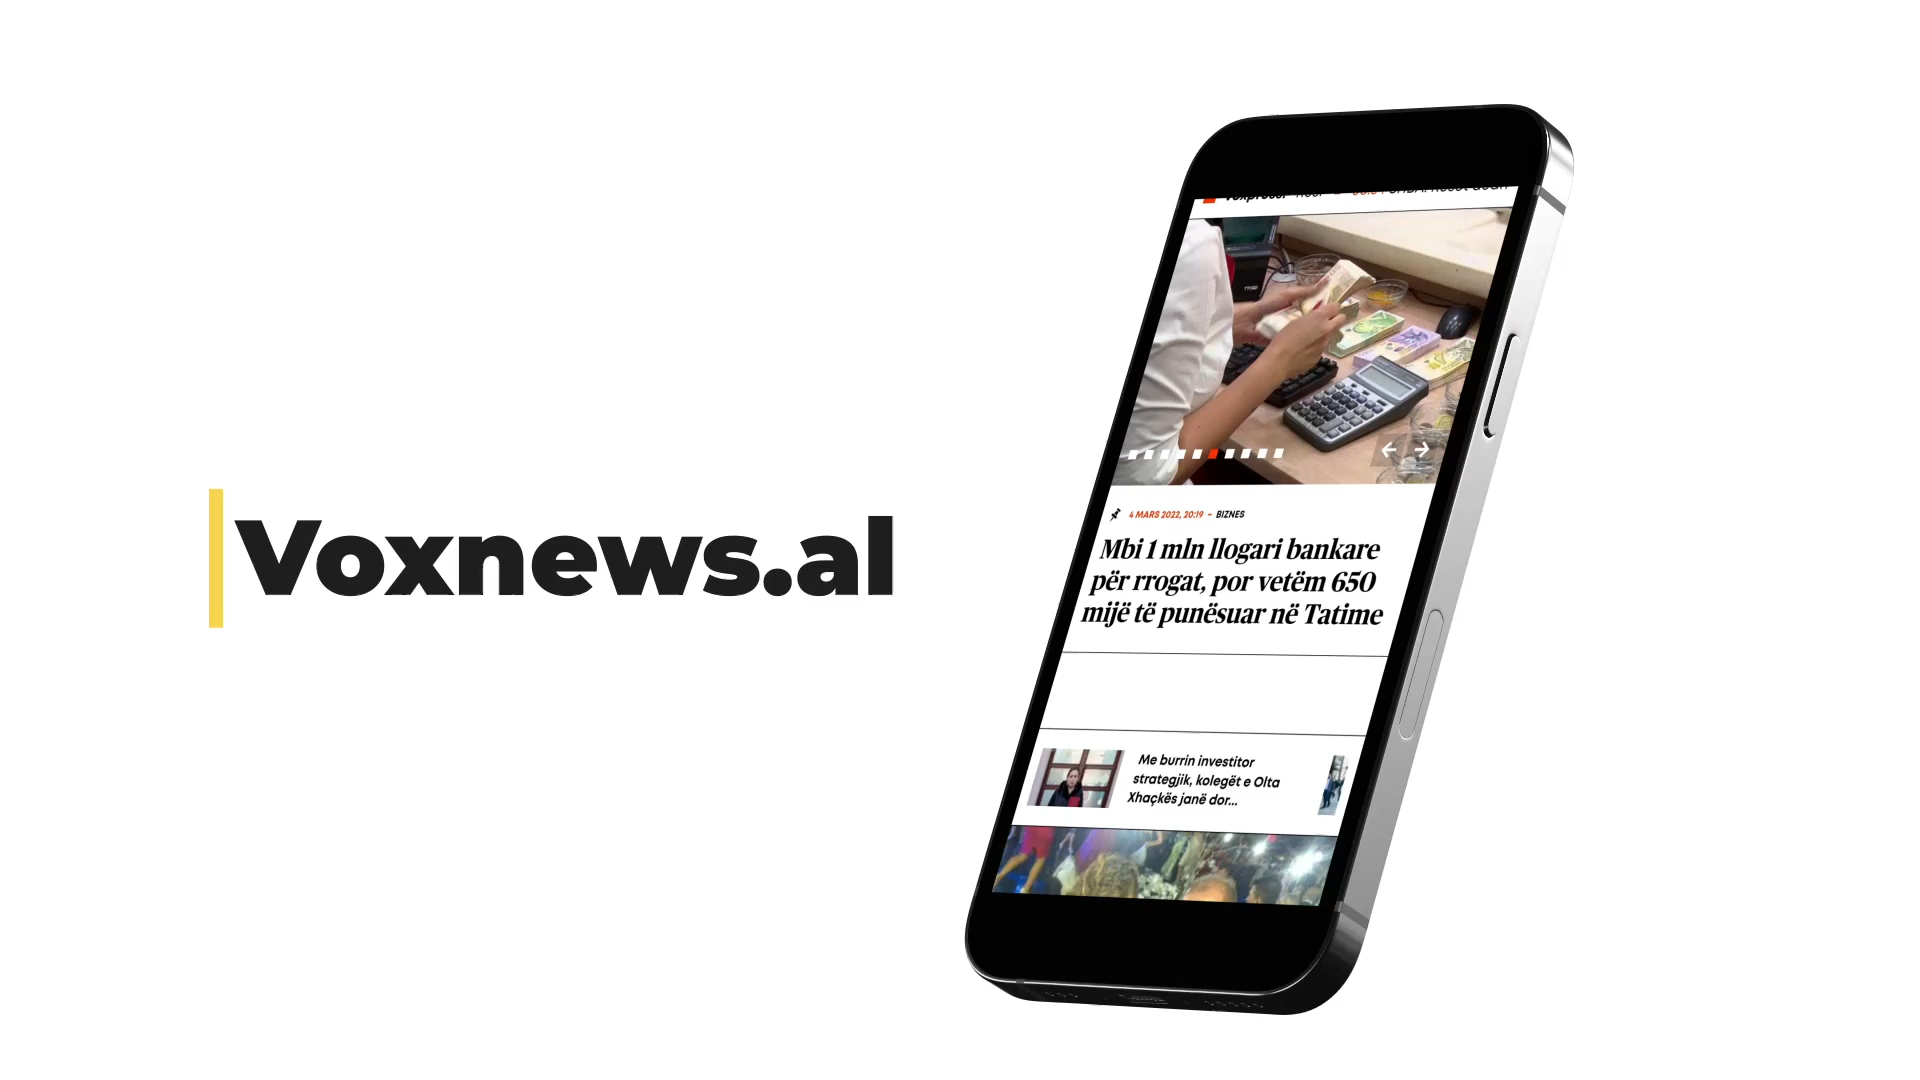 Voxnews.al
4 MARS 2022, 20:19 - BIZNES
Mbi 1 mln llogari bankare
për rrogat, por vetëm 650
mijë të punësuar në Tatime
Me burrin investitor
strategjik, kolegët e Olta
Xhaçkës janë dor...